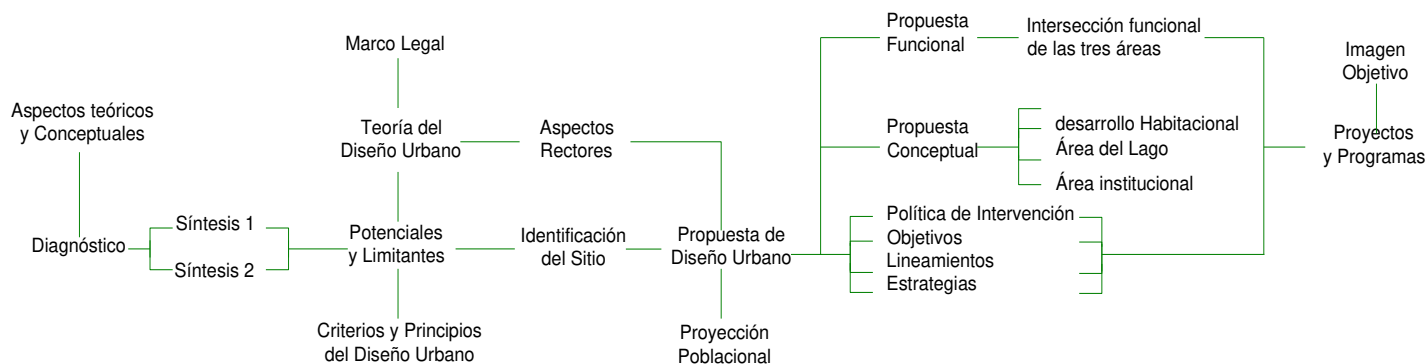 Aspectos teóricos
y Conceptuales
Diagnóstico
Síntesis 1
Síntesis 2
Marco Legal
Teoría del
Diseño Urbano
Potenciales
y Limitantes
Criterios y Principios
del Diseño Urbano
Aspectos
Rectores
Identificación
del Sitio
Propuesta de
Diseño Urbano
Proyección
Poblacional
Propuesta
Funcional
Intersección funcional
de las tres áreas
Propuesta
Conceptual
desarrollo Habitacional
Área del Lago
Área institucional
Política de Intervención
Objetivos
Lineamientos
Estrategias
Imagen
Objetivo
Proyectos
y Programas